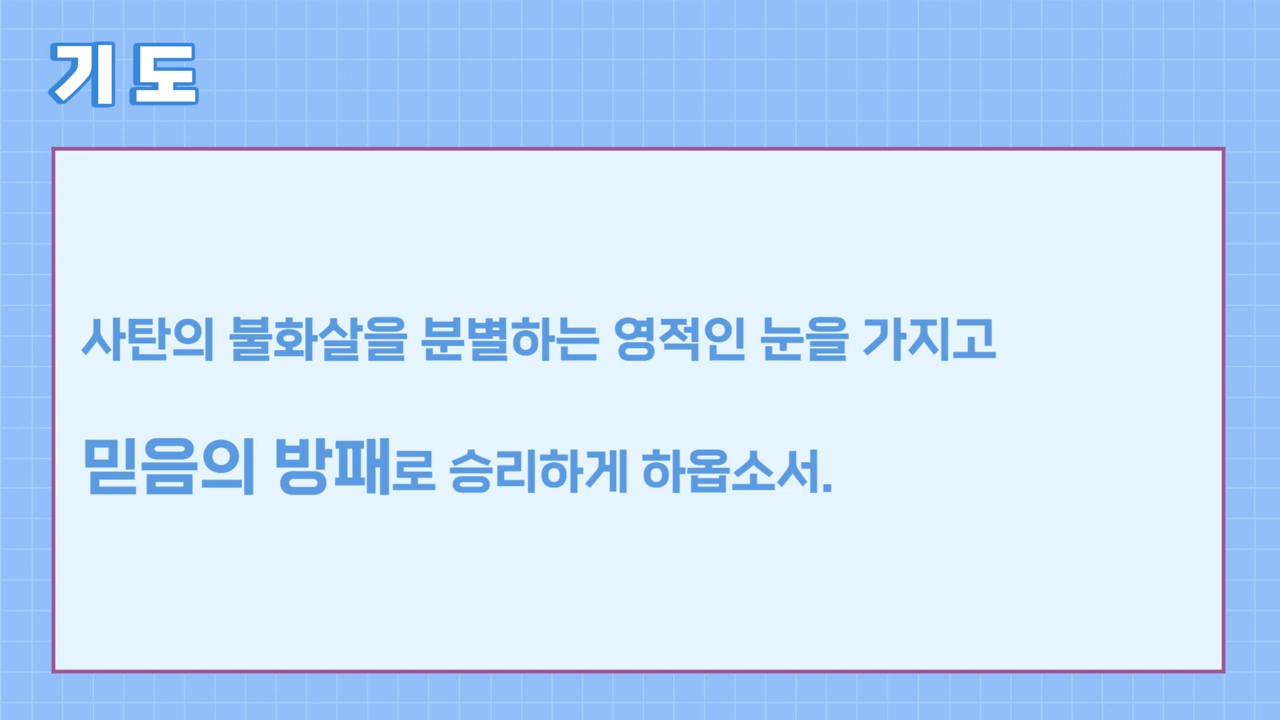 기도
사탄의 불화살을 분별하는 영적인 눈을 가지고
믿음의 방패로 승리하게 하옵소서.